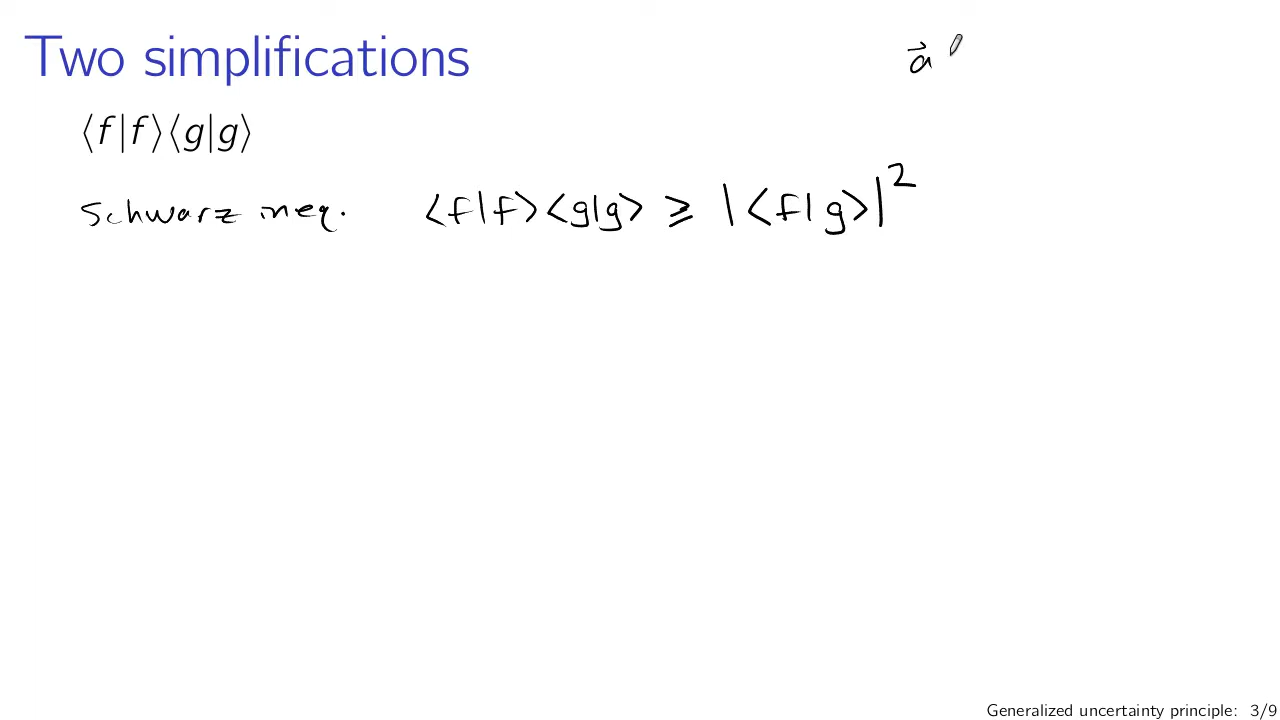 Two simplifications
a⃗
⟨f|f⟩⟨g|g⟩
Schwarz ineq. <f|f><g|g> ⩾ |<f|g>|²
Generalized uncertainty principle: 3/9